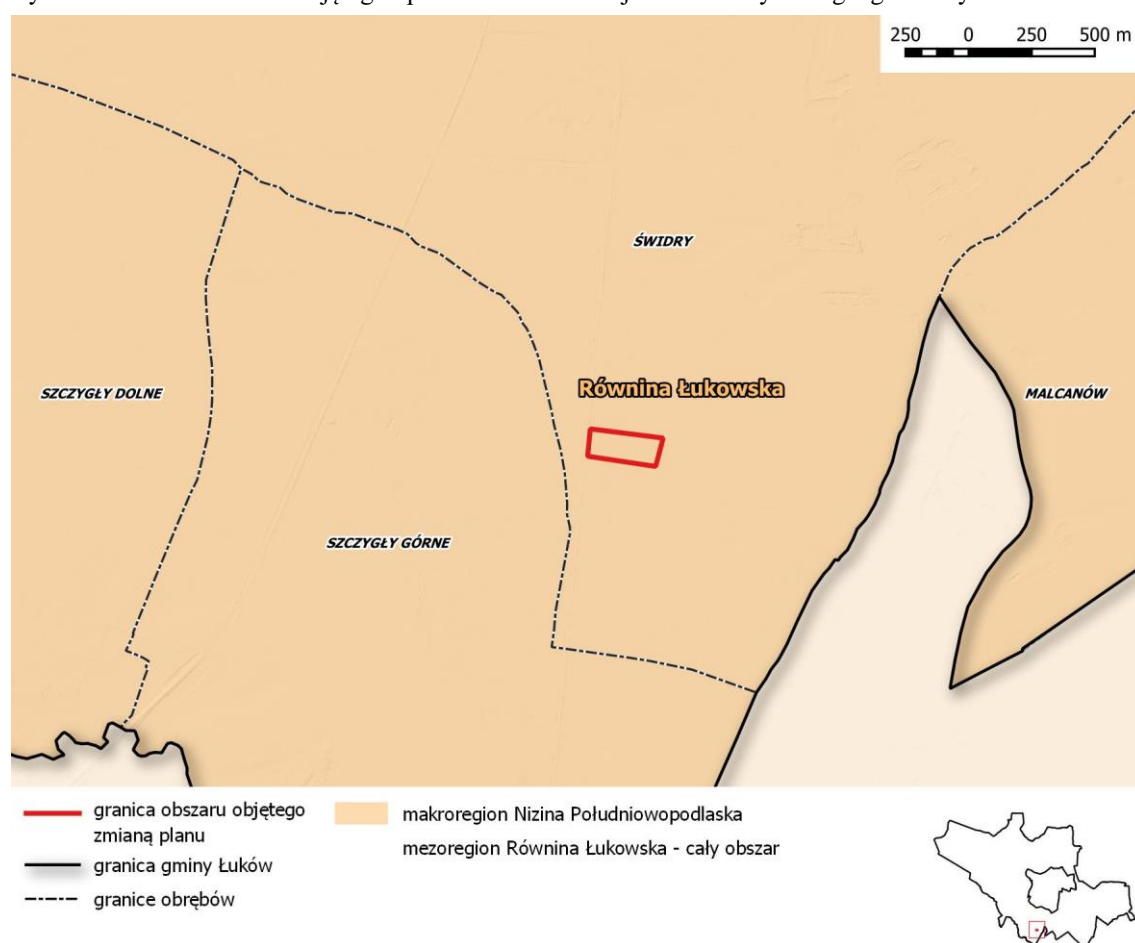 250 0 250 500 m
ŚWIDRY
Równina Łukowska
SZCZYGŁY DOLNE
MALCANÓW
SZCZYGŁY GÓRNE
granica obszaru objętego
zmianą planu
granica gminy Łuków
granice obrębów
makroregion Nizina Południowopodlaska
mezoregion Równina Łukowska - cały obszar